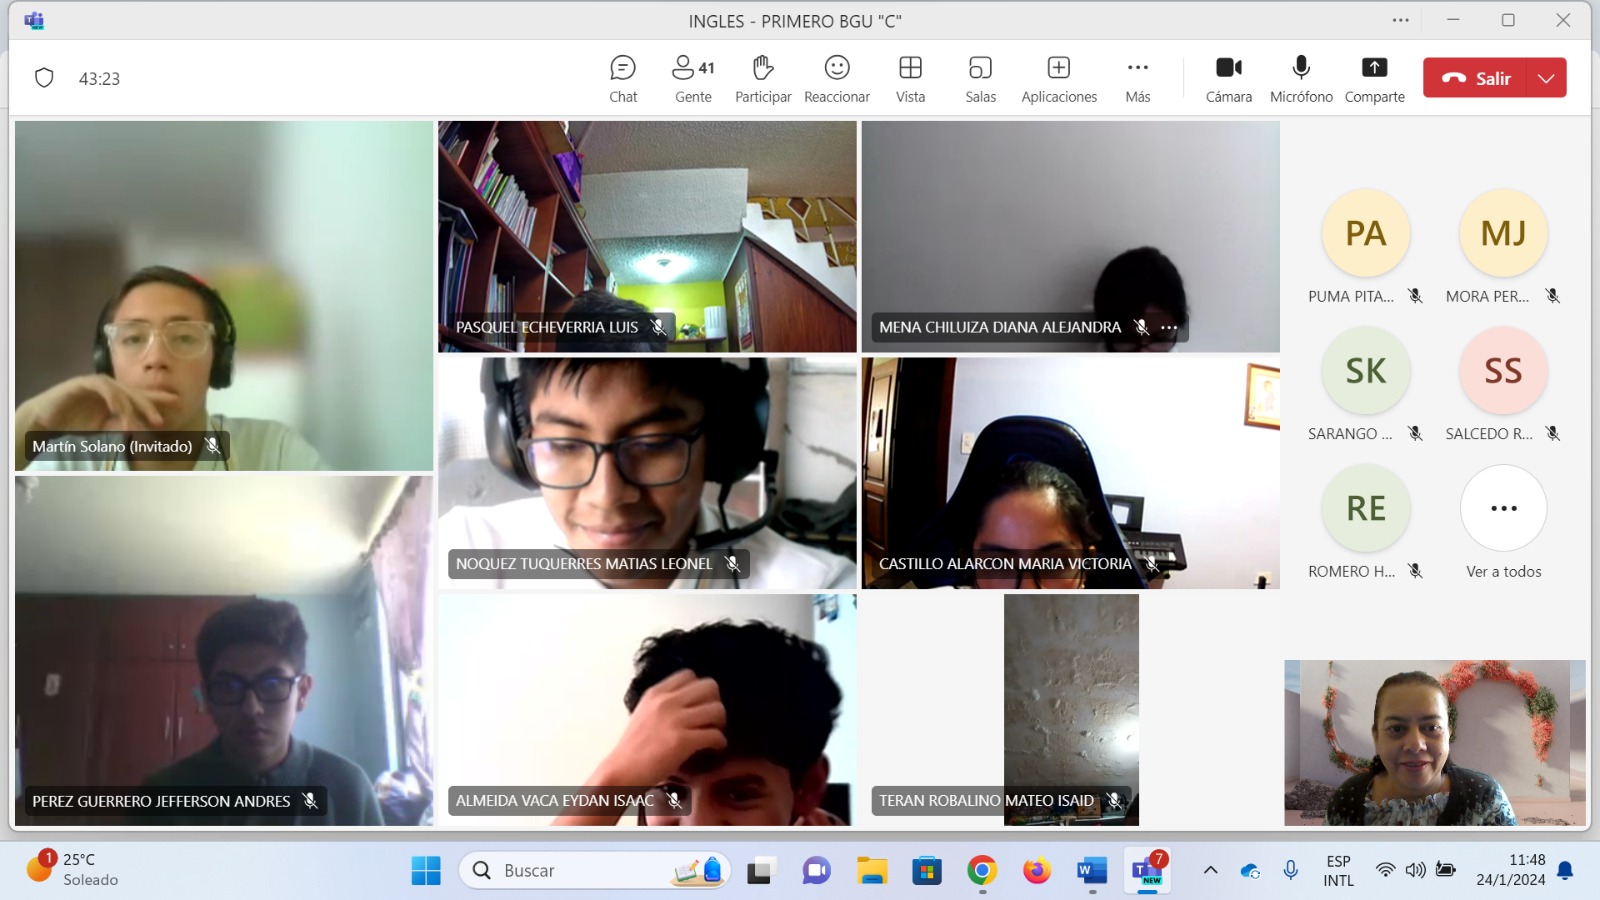 INGLES - PRIMERO BGU "C"
43:23
Chat
Gente
41
Participar
Reaccionar
Vista
Salas
Aplicaciones
Más
Cámara
Micrófono
Comparte
Salir
Martín Solano (Invitado)
PASQUEL ECHEVERRIA LUIS
MENA CHILUIZA DIANA ALEJANDRA
NOQUEZ TUQUERRES MATIAS LEONEL
CASTILLO ALARCON MARIA VICTORIA
PEREZ GUERRERO JEFFERSON ANDRES
ALMEIDA VACA EYDAN ISAAC
TERAN ROBALINO MATEO ISAID
PA
PUMA PITA...
MJ
MORA PER...
SK
SARANGO ...
SS
SALCEDO R...
RE
ROMERO H...
Ver a todos
1
25°C
Soleado
Buscar
W
T
NEW
7
ESP
INTL
11:48
24/1/2024